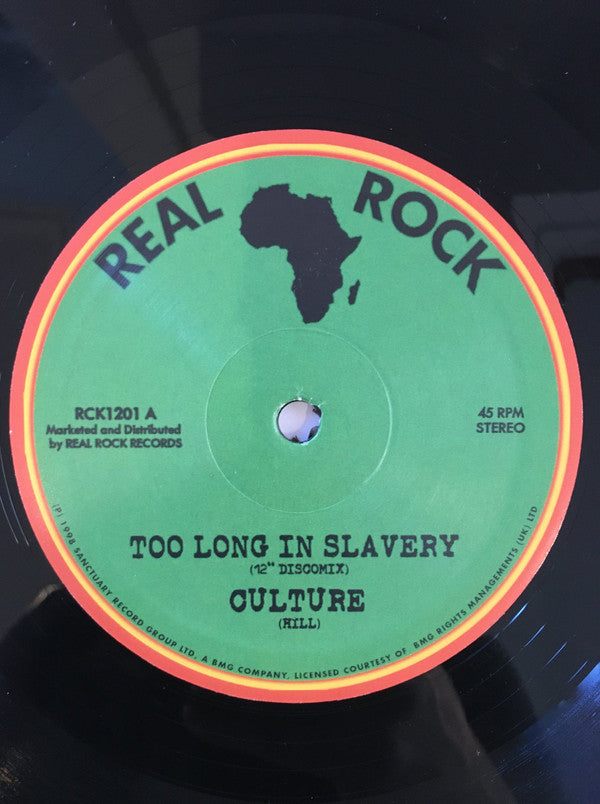 REAL ROCK
RCK1201 A
Marketed and Distributed
by REAL ROCK RECORDS
45 RPM
STEREO
TOO LONG IN SLAVERY
(12" DISCOMIX)
CULTURE
(HILL)
(P) 1998 SANCTUARY RECORD GROUP LTD. A BMG COMPANY, LICENSED COURTESY OF BMG RIGHTS MANAGEMENTS (UK) LTD